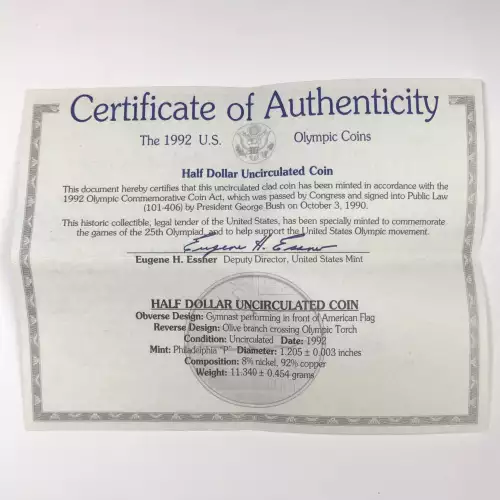 Certificate of Authenticity
The 1992 U.S. Olympic Coins
Half Dollar Uncirculated Coin
This document hereby certifies that this uncirculated clad coin has been minted in accordance with the
1992 Olympic Commemorative Coin Act, which was passed by Congress and signed into Public Law
(101-406) by President George Bush on October 3, 1990.
This historic collectible, legal tender of the United States, has been specially minted to commemorate
the games of the 25th Olympiad, and to help support the United States Olympic movement.
Eugene H. Essner
Eugene H. Essner Deputy Director, United States Mint
HALF DOLLAR UNCIRCULATED COIN
Obverse Design: Gymnast performing in front of American Flag
Reverse Design: Olive branch crossing Olympic Torch
Condition: Uncirculated Date: 1992
Mint: Philadelphia "P" Diameter: 1.205 ± 0.003 inches
Composition: 8% nickel, 92% copper
Weight: 11.340 ± 0.454 grams